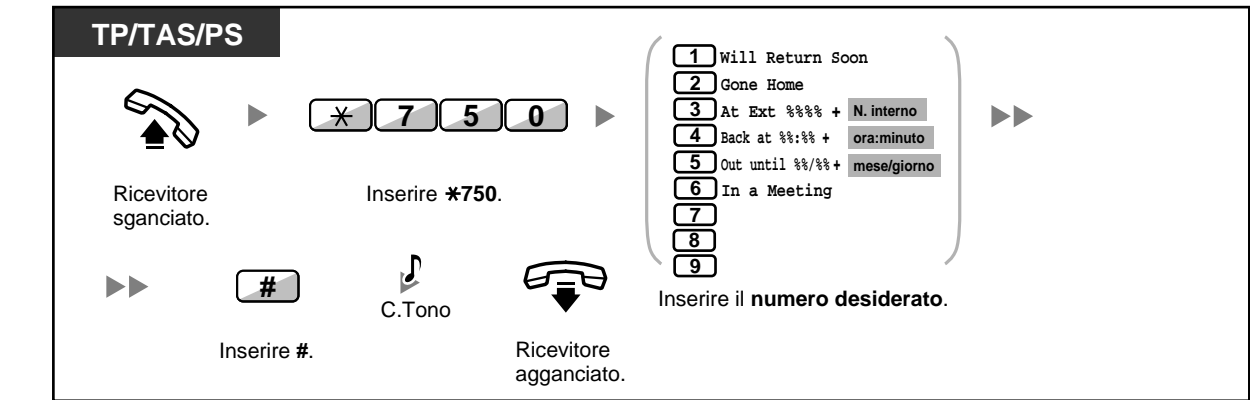 TP/TAS/PS
Ricevitore
sganciato.
* 7 5 0
Inserire *750.
1 Will Return Soon
2 Gone Home
3 At Ext %%%% + N. interno
4 Back at %%:%% + ora:minuto
5 Out until %%/%% + mese/giorno
6 In a Meeting
7
8
9
Inserire il numero desiderato.
#
Inserire #.
C.Tono
Ricevitore
agganciato.